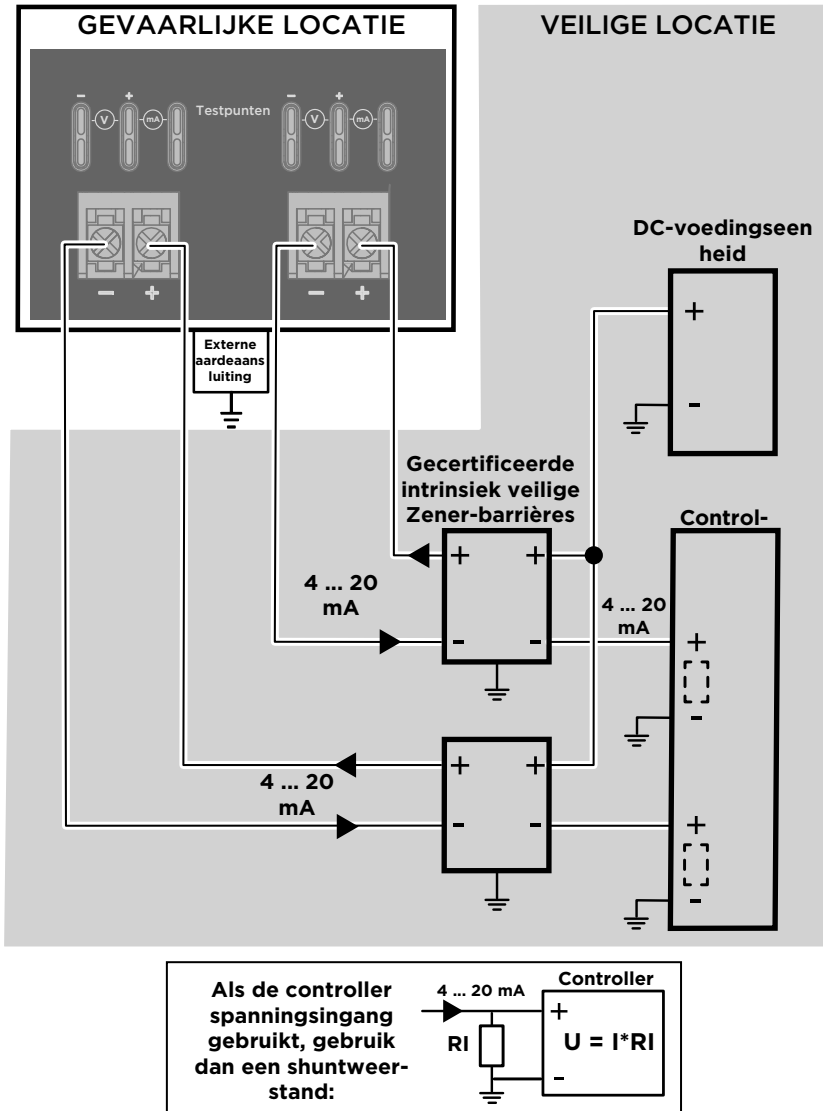 GEVAARLIJKE LOCATIE
VEILIGE LOCATIE
- +
V mA
Testpunten
- +
V mA
- +
- +
Externe
aardeaans
luiting
DC-voedingseen
heid
+
-
Gecertificeerde
intrinsiek veilige
Zener-barrières
Control-
+ +
4 ... 20
mA
4 ... 20
mA
- -
+
-
+ +
4 ... 20
mA
- -
+
-
Als de controller
spanningsingang
gebruikt, gebruik
dan een shuntweer-
stand:
4 ... 20 mA
Controller
+
RI
U = I*RI
-